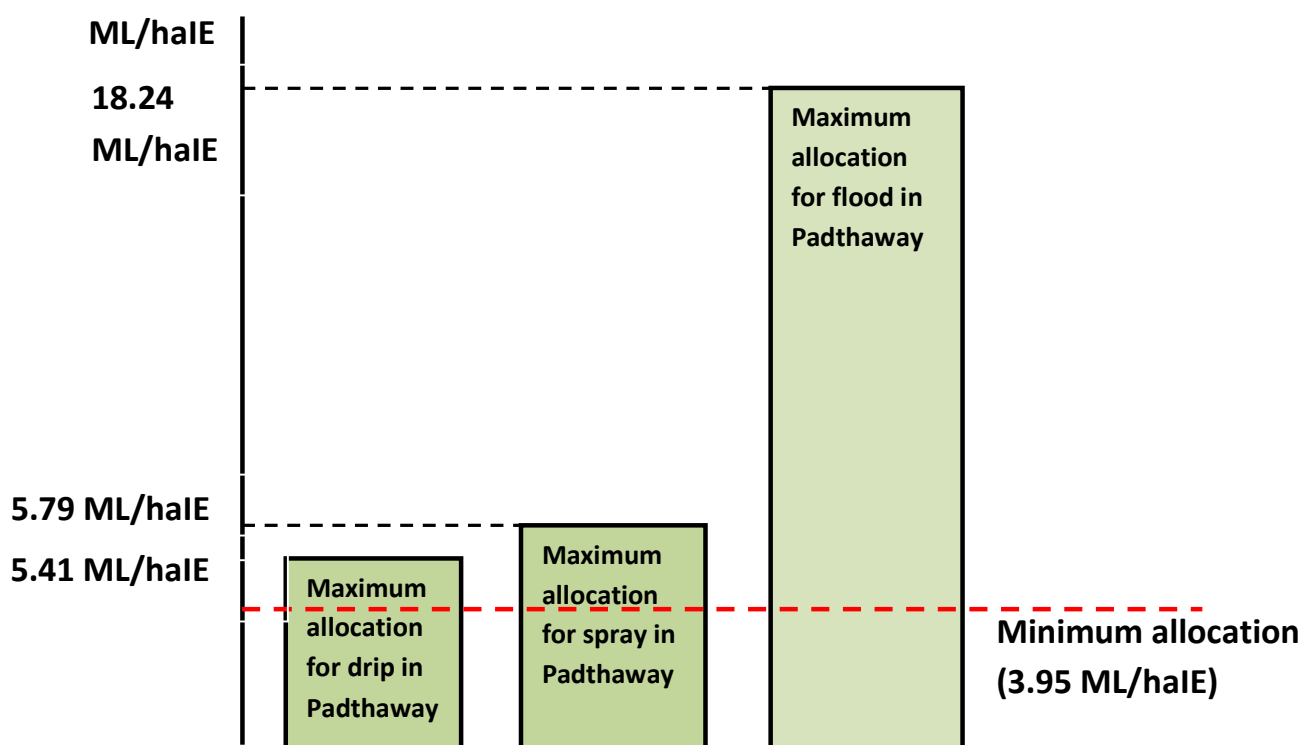 ML/haIE
18.24
ML/haIE
Maximum
allocation
for flood in
Padthaway
5.79 ML/haIE
5.41 ML/haIE
Maximum
allocation
for drip in
Padthaway
Maximum
allocation
for spray in
Padthaway
Minimum allocation
(3.95 ML/haIE)